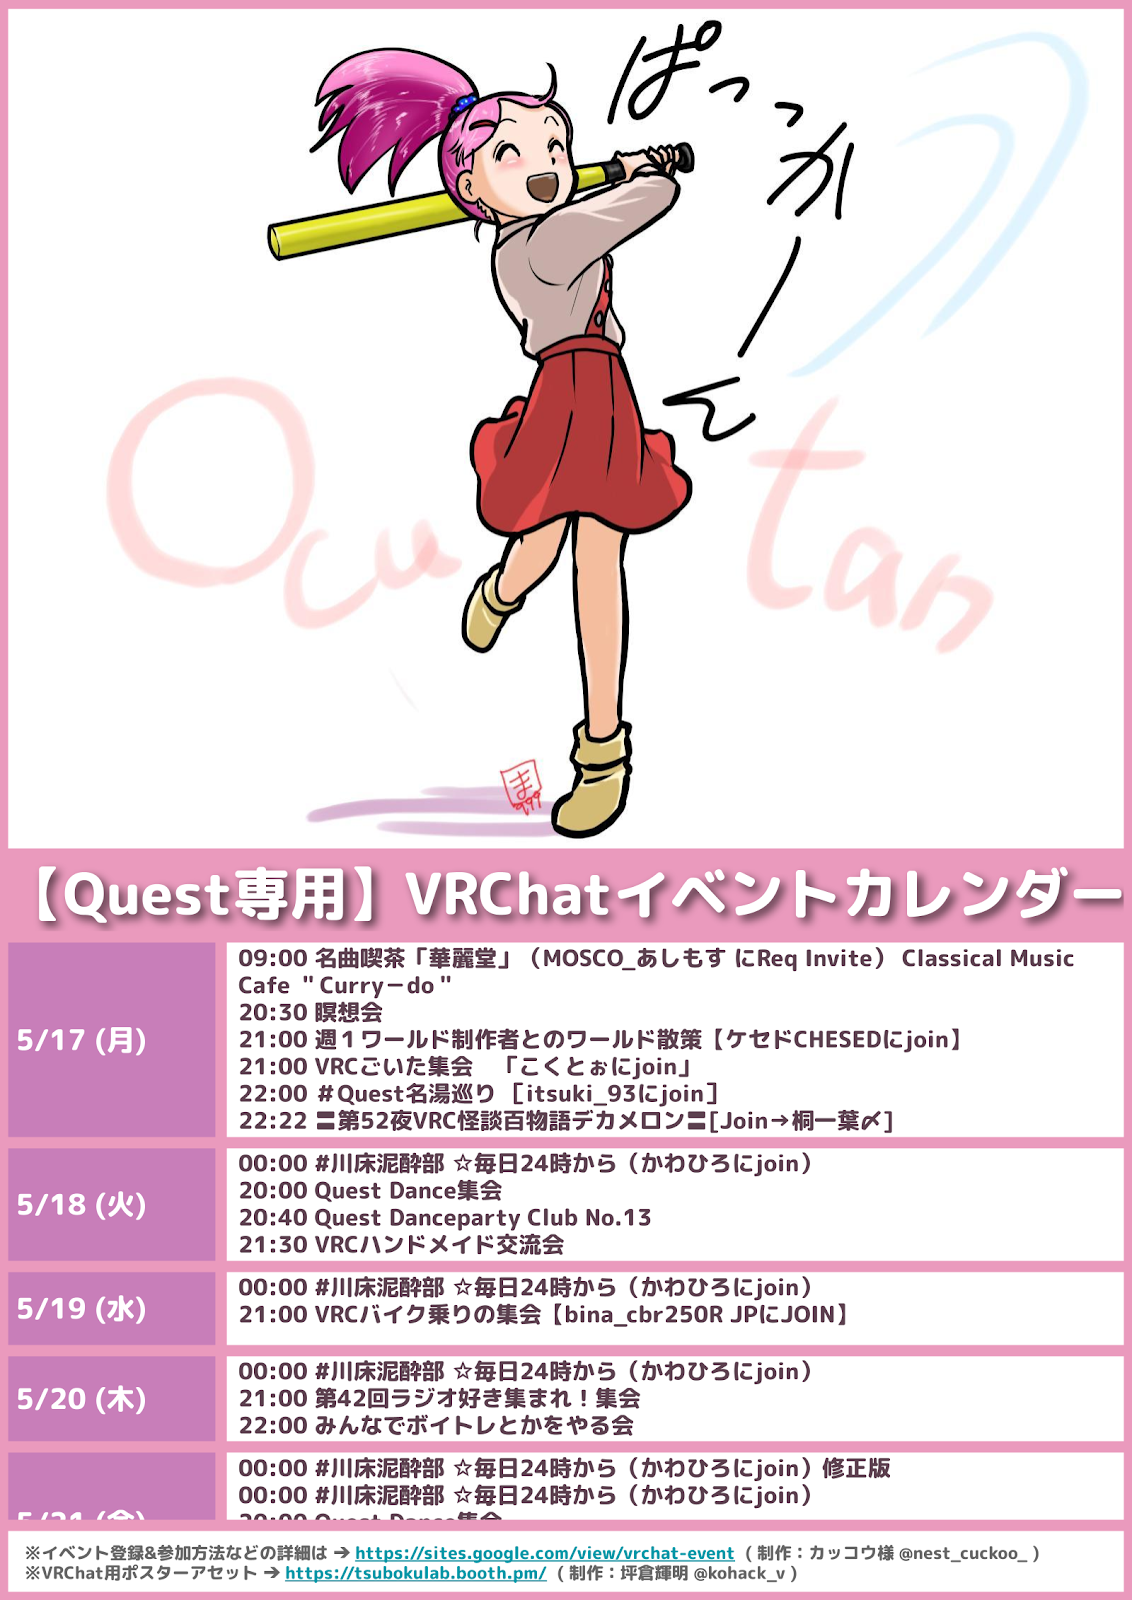 ぱっかーん
Ocu tan
ま
999
【Quest専用】VRChatイベントカレンダー
5/17 (月)
09:00 名曲喫茶「華麗堂」（MOSCO_あしもす にReq Invite） Classical Music
Cafe ＂Curry－do＂
20:30 瞑想会
21:00 週１ワールド制作者とのワールド散策【ケセドCHESEDにjoin】
21:00 VRCごいた集会　「こくとぉにjoin」
22:00 ＃Quest名湯巡り ［itsuki_93にjoin］
22:22 〓第52夜VRC怪談百物語デカメロン〓[Join→桐一葉〆]
5/18 (火)
00:00 #川床泥酔部 ☆毎日24時から（かわひろにjoin）
20:00 Quest Dance集会
20:40 Quest Danceparty Club No.13
21:30 VRCハンドメイド交流会
5/19 (水)
00:00 #川床泥酔部 ☆毎日24時から（かわひろにjoin）
21:00 VRCバイク乗りの集会【bina_cbr250R JPにJOIN】
5/20 (木)
00:00 #川床泥酔部 ☆毎日24時から（かわひろにjoin）
21:00 第42回ラジオ好き集まれ！集会
22:00 みんなでボイトレとかをやる会
5/21 (金)
00:00 #川床泥酔部 ☆毎日24時から（かわひろにjoin）修正版
00:00 #川床泥酔部 ☆毎日24時から（かわひろにjoin）
20:00 Quest Dance集会
※イベント登録&参加方法などの詳細は ➔ https://sites.google.com/view/vrchat-event （制作：カッコウ様 @nest_cuckoo_ ）
※VRChat用ポスターアセット ➔ https://tsubokulab.booth.pm/ （制作：坪倉輝明 @kohack_v ）